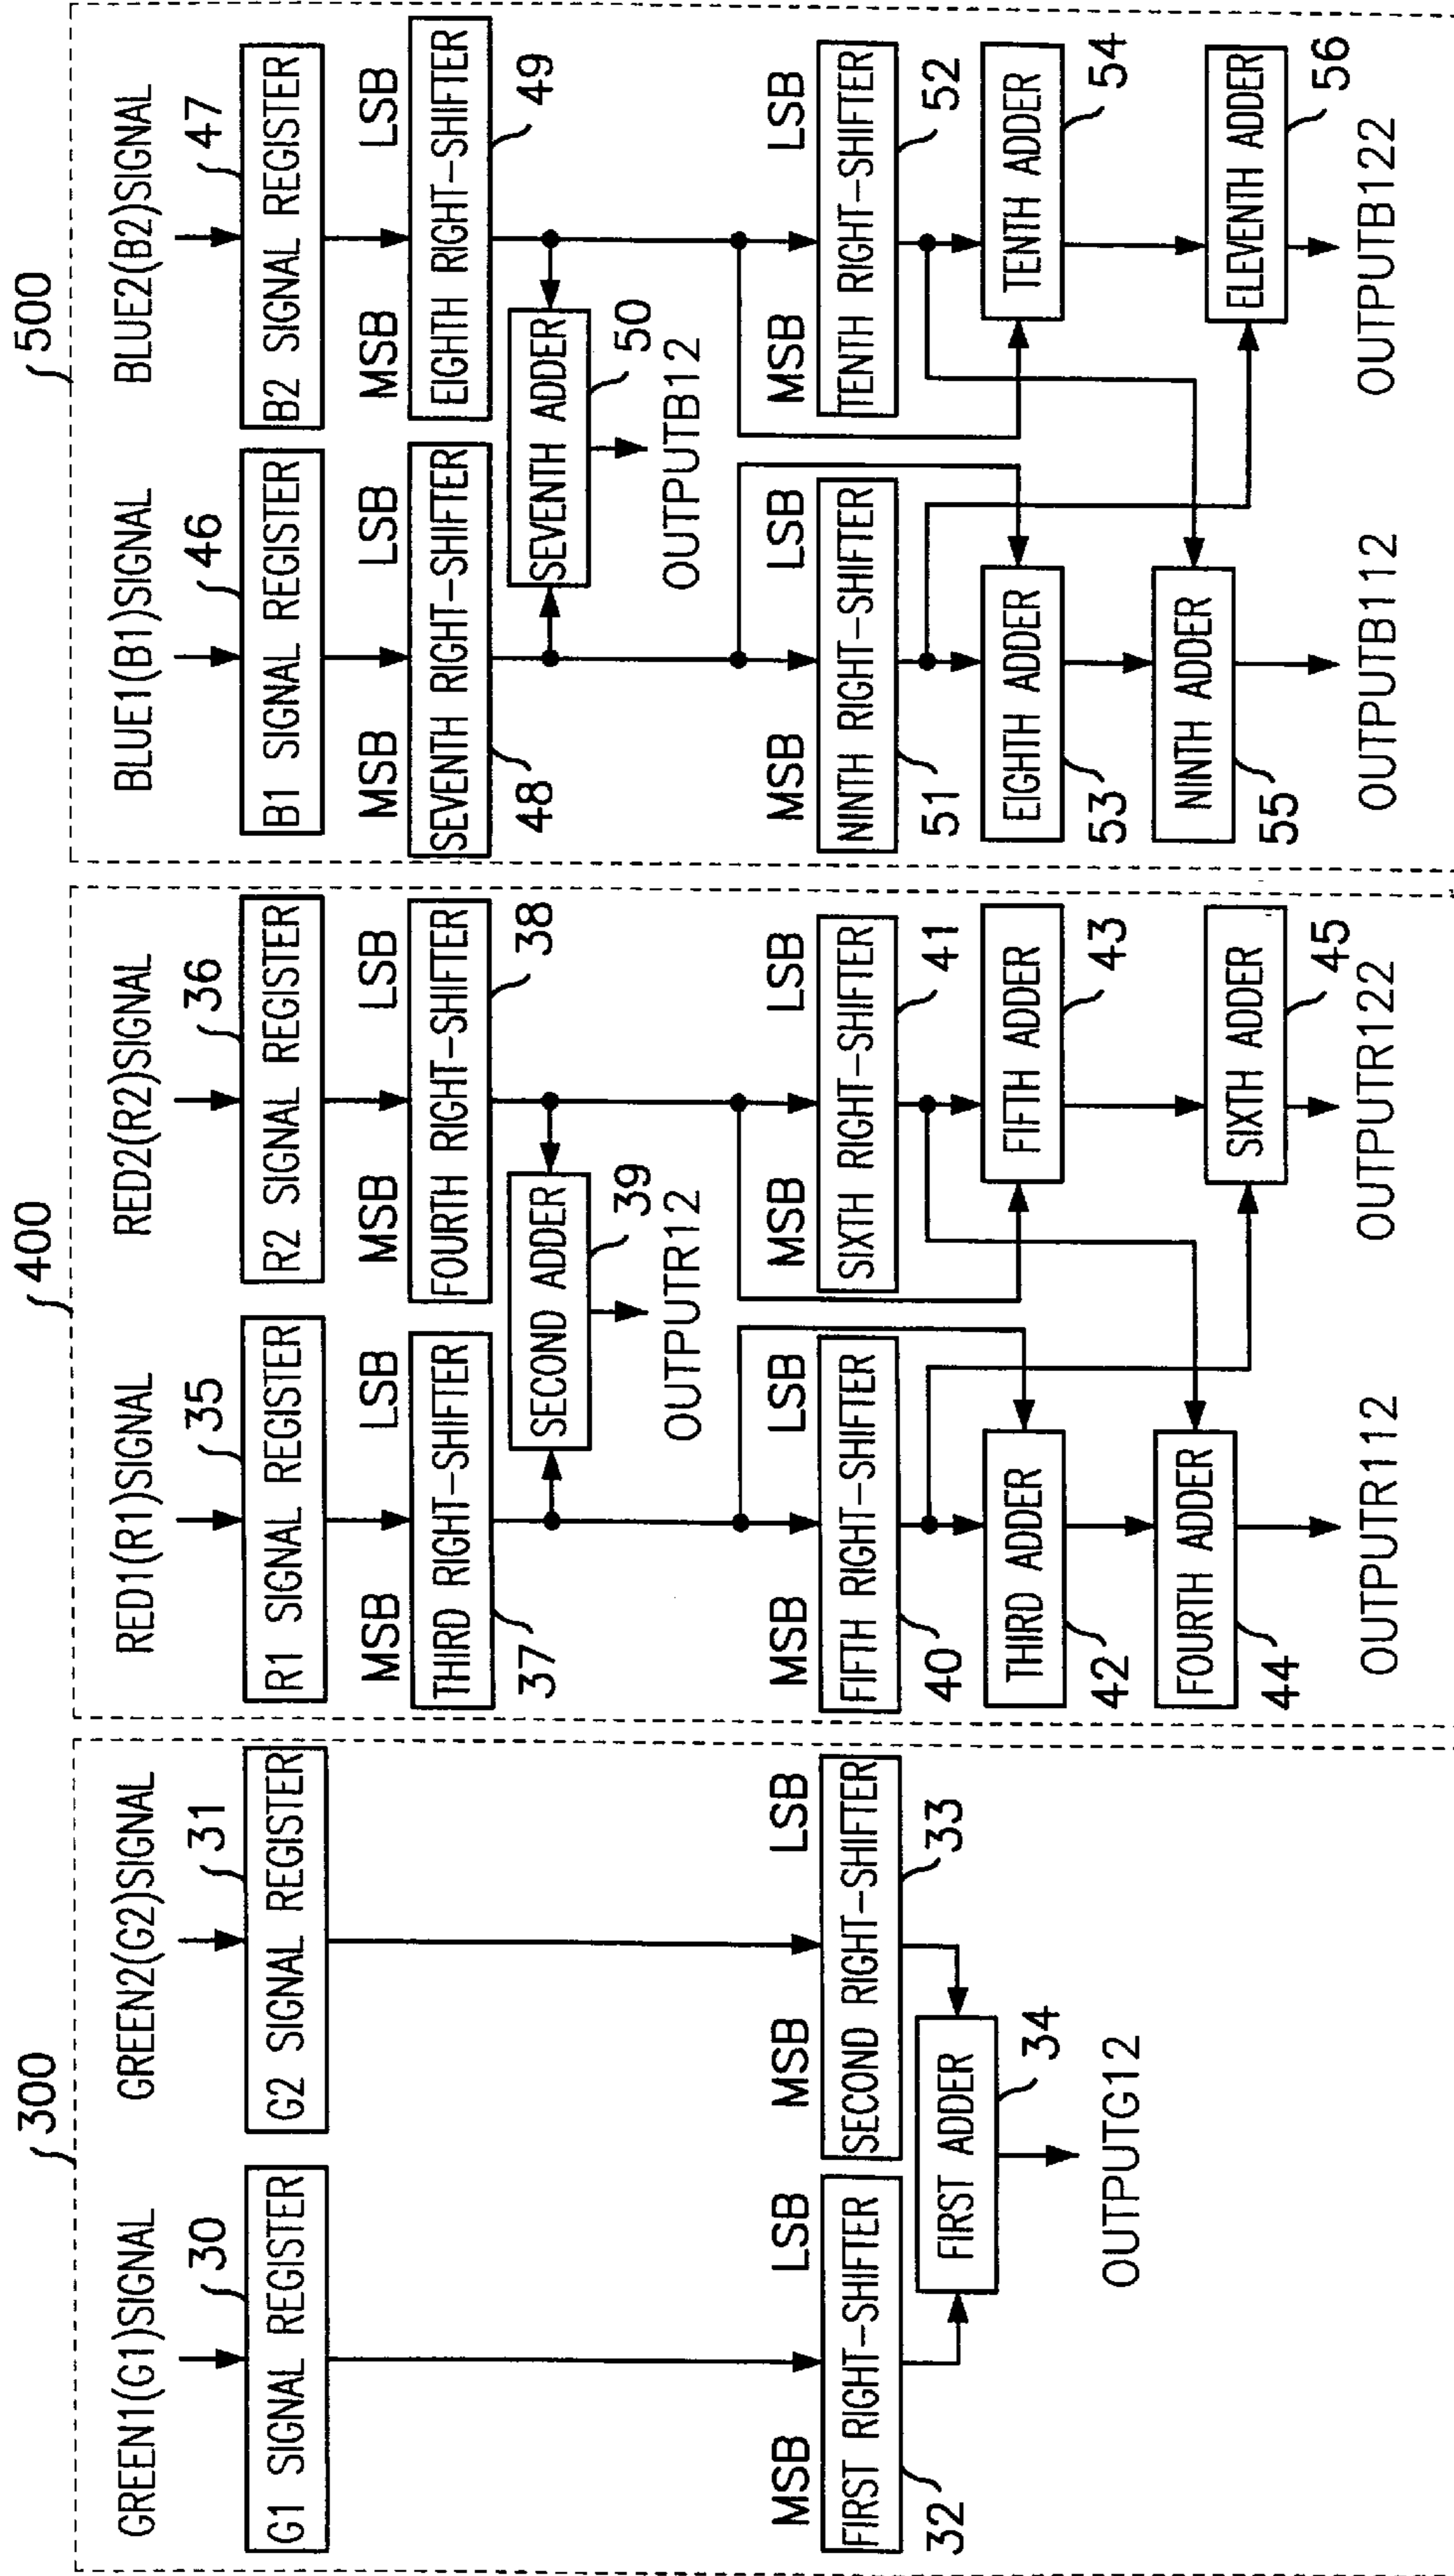 300
GREEN1(G1)SIGNAL
GREEN2(G2)SIGNAL
30
31
G1 SIGNAL REGISTER
G2 SIGNAL REGISTER
MSB
LSB
MSB
LSB
FIRST RIGHT-SHIFTER
SECOND RIGHT-SHIFTER
32
33
FIRST ADDER
34
OUTPUTG12
400
RED1(R1)SIGNAL
RED2(R2)SIGNAL
35
36
R1 SIGNAL REGISTER
R2 SIGNAL REGISTER
MSB
LSB
MSB
LSB
THIRD RIGHT-SHIFTER
FOURTH RIGHT-SHIFTER
37
38
SECOND ADDER
39
OUTPUTR12
MSB
LSB
MSB
LSB
FIFTH RIGHT-SHIFTER
SIXTH RIGHT-SHIFTER
40
41
THIRD ADDER
FIFTH ADDER
42
43
FOURTH ADDER
SIXTH ADDER
44
45
OUTPUTR112
OUTPUTR122
500
BLUE1(B1)SIGNAL
BLUE2(B2)SIGNAL
46
47
B1 SIGNAL REGISTER
B2 SIGNAL REGISTER
MSB
LSB
MSB
LSB
SEVENTH RIGHT-SHIFTER
EIGHTH RIGHT-SHIFTER
48
49
SEVENTH ADDER
50
OUTPUTB12
MSB
LSB
MSB
LSB
NINTH RIGHT-SHIFTER
TENTH RIGHT-SHIFTER
51
52
EIGHTH ADDER
TENTH ADDER
53
54
NINTH ADDER
ELEVENTH ADDER
55
56
OUTPUTB112
OUTPUTB122